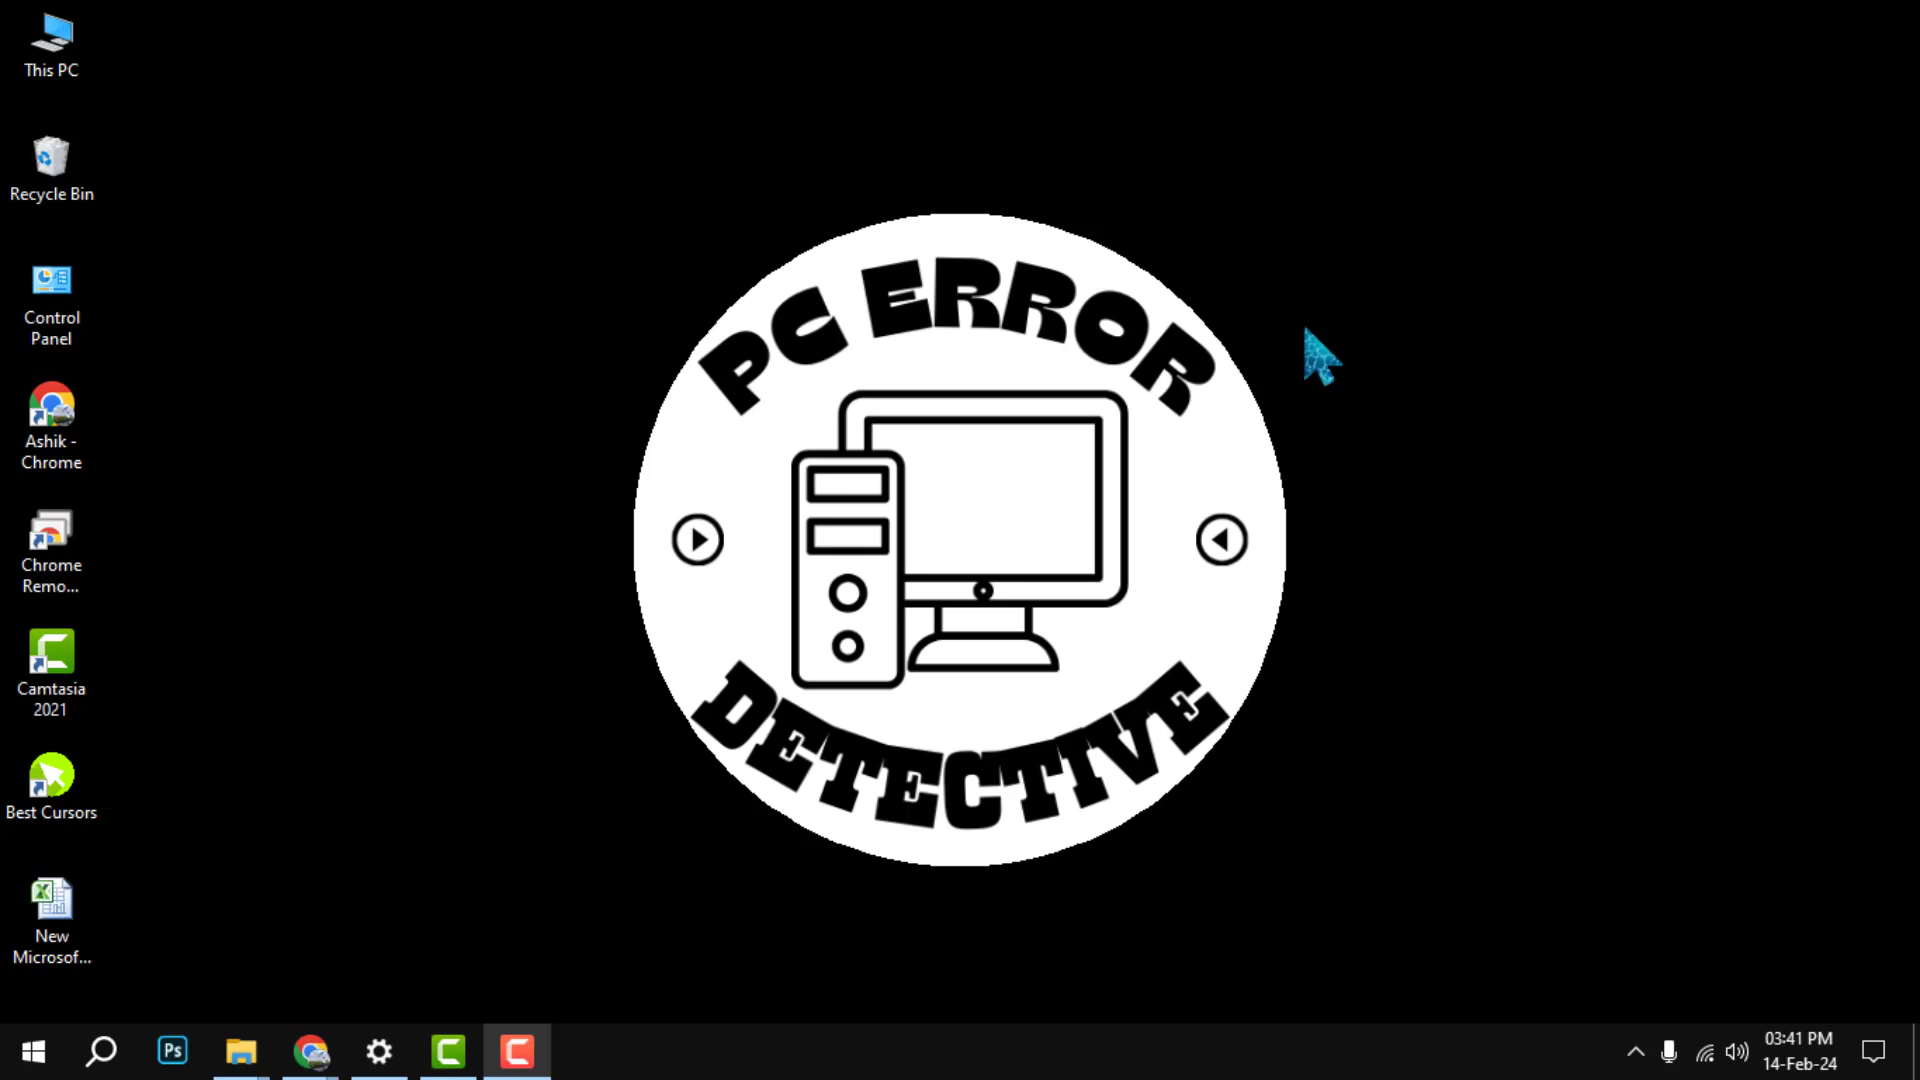 This PC
Recycle Bin
Control
Panel
Ashik -
Chrome
Chrome
Remo...
Camtasia
2021
Best Cursors
New
Microsof...
PC ERROR
DETECTIVE
Ps
03:41 PM
14-Feb-24